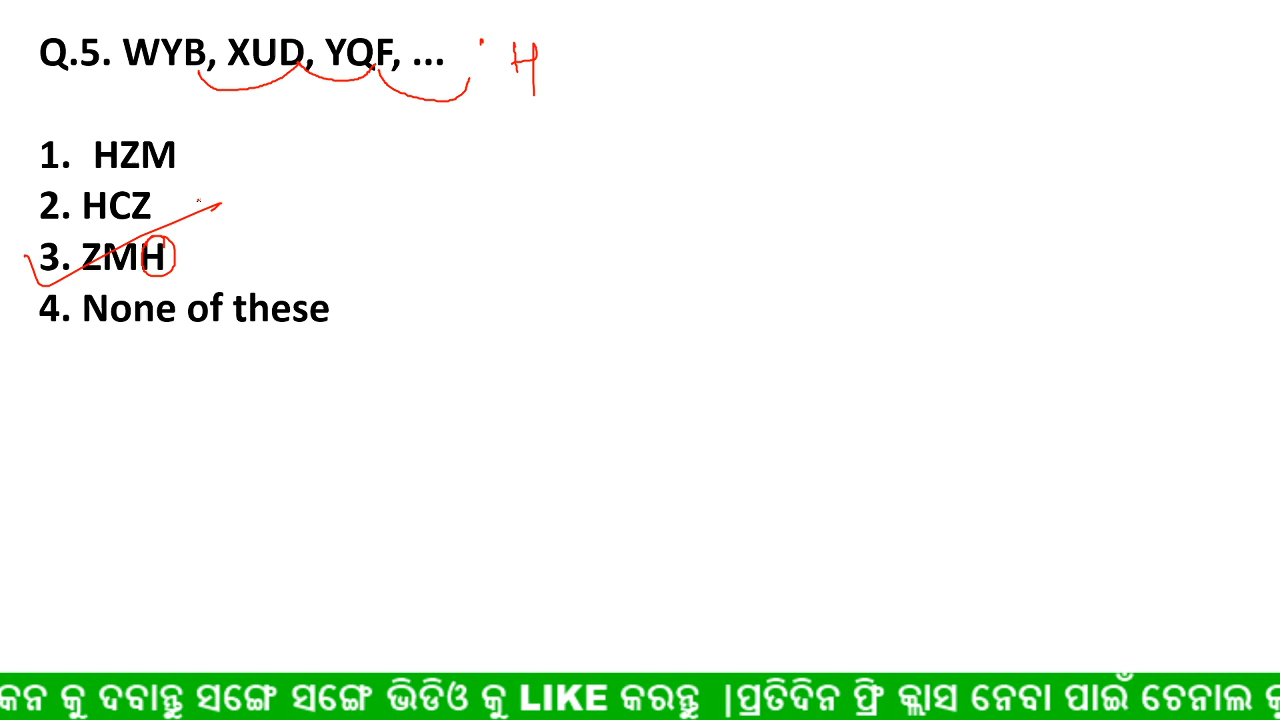 Q.5. WYB, XUD, YQF, ... H
1. HZM
2. HCZ
3. ZMH
4. None of these
କନ କୁ ଦବାନ୍ତୁ ସଙ୍ଗେ ସଙ୍ଗେ ଭିଡିଓ କୁ LIKE କରନ୍ତୁ |ପ୍ରତିଦିନ ଫ୍ରି କ୍ଲାସ ନେବା ପାଇଁ ଚେନାଲ